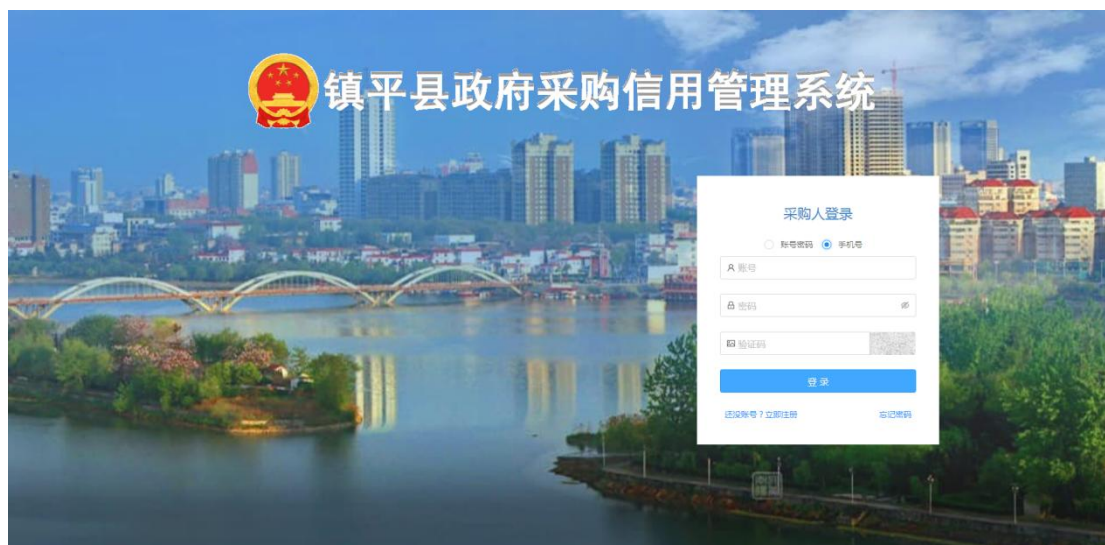 镇平县政府采购信用管理系统
采购人登录
账号密码 手机号
账号
密码
验证码
登录
还没账号？立即注册 忘记密码